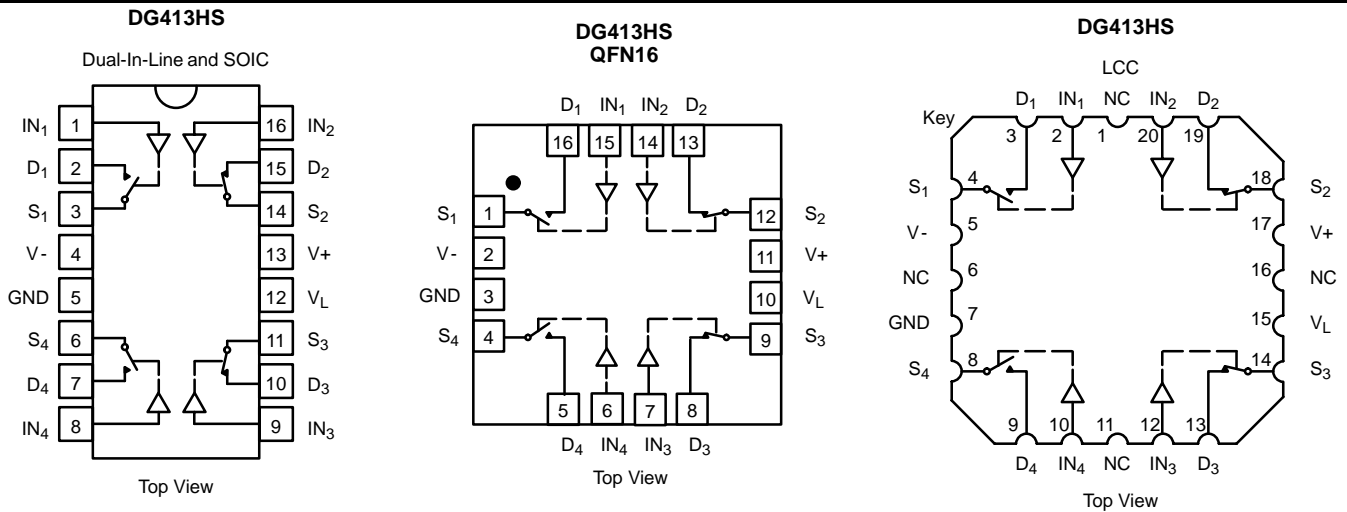 DG413HS
Dual-In-Line and SOIC
IN1 1 16 IN2
D1 2 15 D2
S1 3 14 S2
V- 4 13 V+
GND 5 12 VL
S4 6 11 S3
D4 7 10 D3
IN4 8 9 IN3
Top View
DG413HS
QFN16
D1 IN1 IN2 D2
16 15 14 13
S1 1 12 S2
V- 2 11 V+
GND 3 10 VL
S4 4 9 S3
5 6 7 8
D4 IN4 IN3 D3
Top View
DG413HS
LCC
D1 IN1 NC IN2 D2
Key
3 2 1 20 19
S1 4 18 S2
V- 5 17 V+
NC 6 16 NC
GND 7 15 VL
S4 8 14 S3
9 10 11 12 13
D4 IN4 NC IN3 D3
Top View